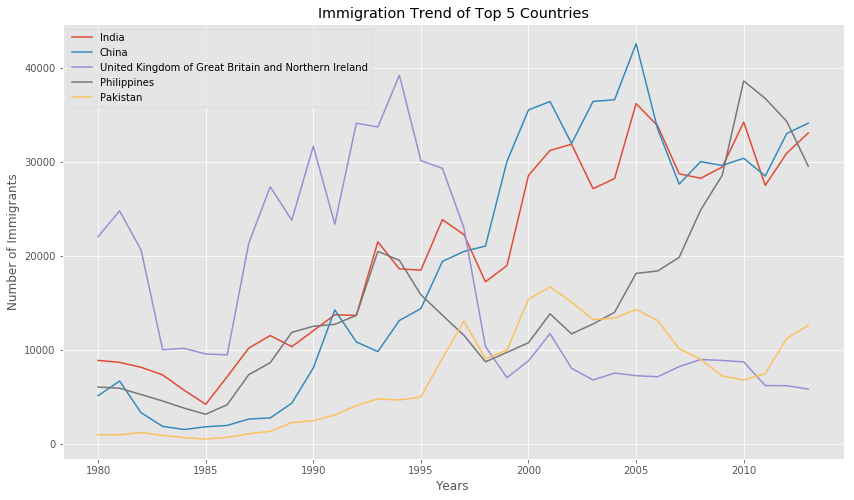 Immigration Trend of Top 5 Countries
India
China
United Kingdom of Great Britain and Northern Ireland
Philippines
Pakistan
Number of Immigrants
40000
30000
20000
10000
0
1980
1985
1990
1995
2000
2005
2010
Years